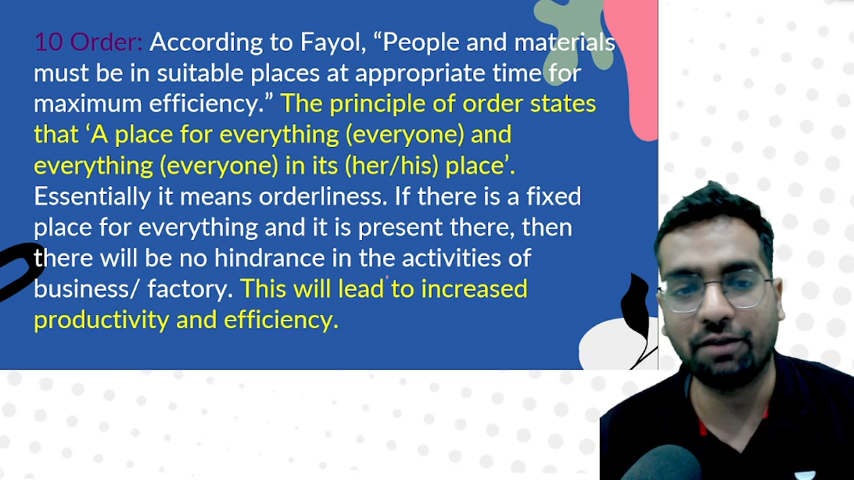 10 Order: According to Fayol, “People and materials
must be in suitable places at appropriate time for
maximum efficiency.” The principle of order states
that ‘A place for everything (everyone) and
everything (everyone) in its (her/his) place’.
Essentially it means orderliness. If there is a fixed
place for everything and it is present there, then
there will be no hindrance in the activities of
business/ factory. This will lead to increased
productivity and efficiency.